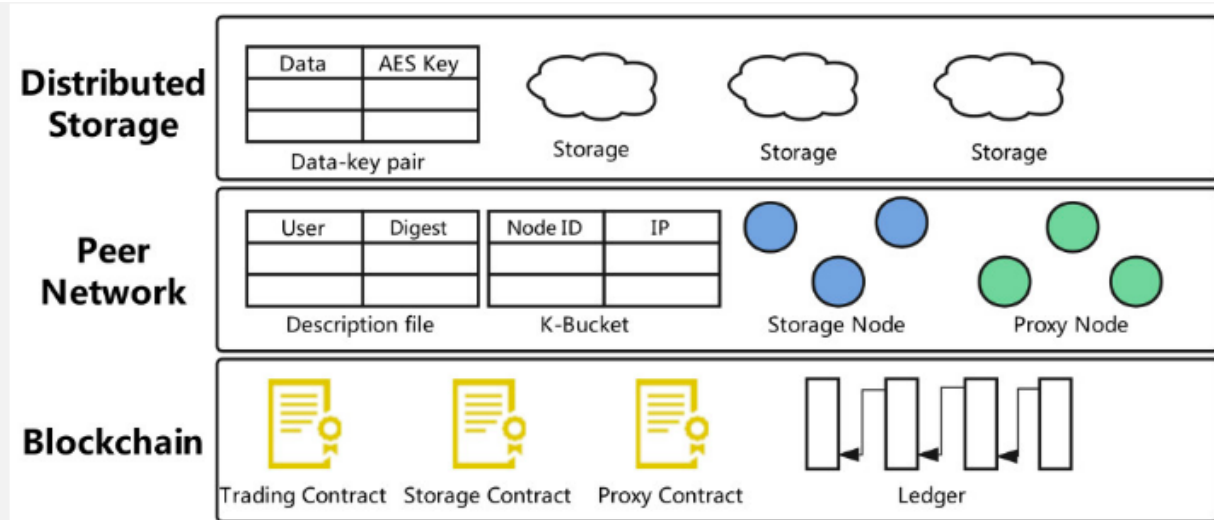 Distributed
Storage
Data AES Key
Data-key pair
Storage
Storage
Storage
Peer
Network
User Digest
Description file
Node ID IP
K-Bucket
Storage Node
Proxy Node
Blockchain
Trading Contract
Storage Contract
Proxy Contract
Ledger